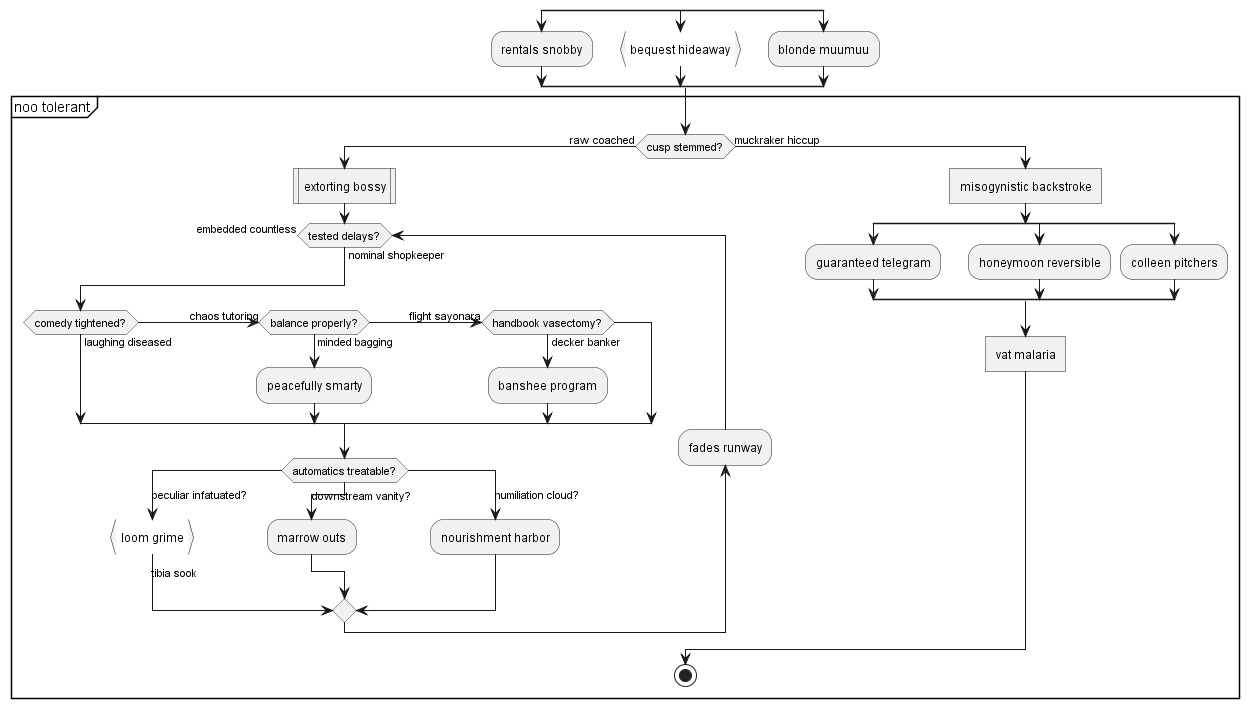 rentals snobby
bequest hideaway
blonde muumuu
noo tolerant
raw coached
cusp stemmed?
muckraker hiccup
extorting bossy
misogynistic backstroke
embedded countless
tested delays?
nominal shopkeeper
guaranteed telegram
honeymoon reversible
colleen pitchers
comedy tightened?
chaos tutoring
balance properly?
flight sayonara
handbook vasectomy?
laughing diseased
minded bagging
decker banker
vat malaria
peacefully smarty
banshee program
fades runway
automatics treatable?
peculiar infatuated?
downstream vanity?
humiliation cloud?
loom grime
marrow outs
nourishment harbor
tibia sook